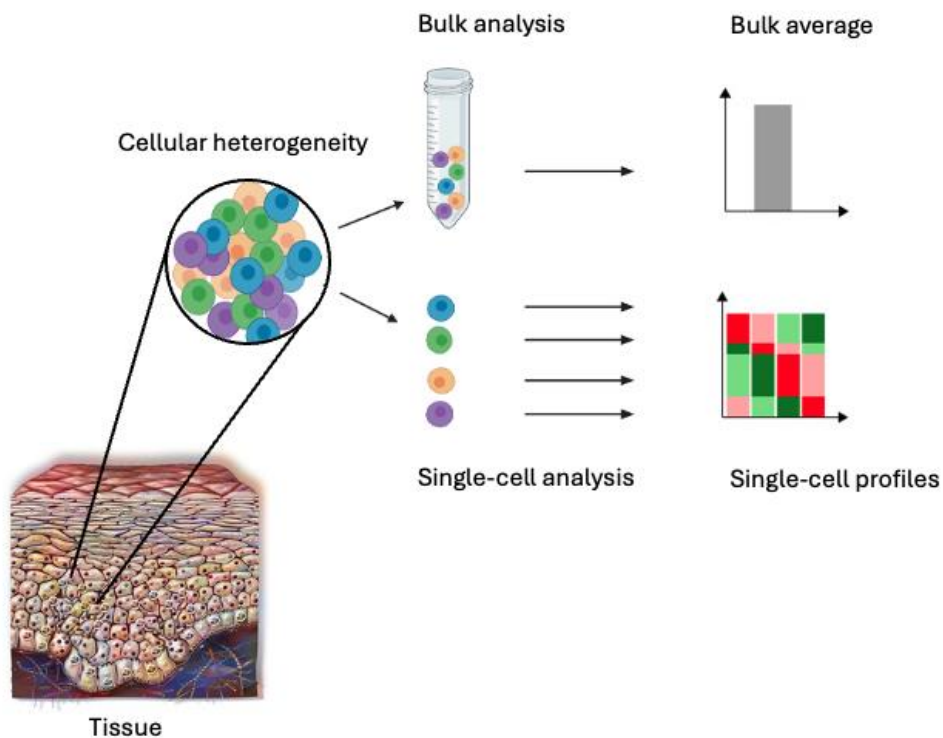 Bulk analysis
Bulk average
Cellular heterogeneity
Single-cell analysis
Single-cell profiles
Tissue